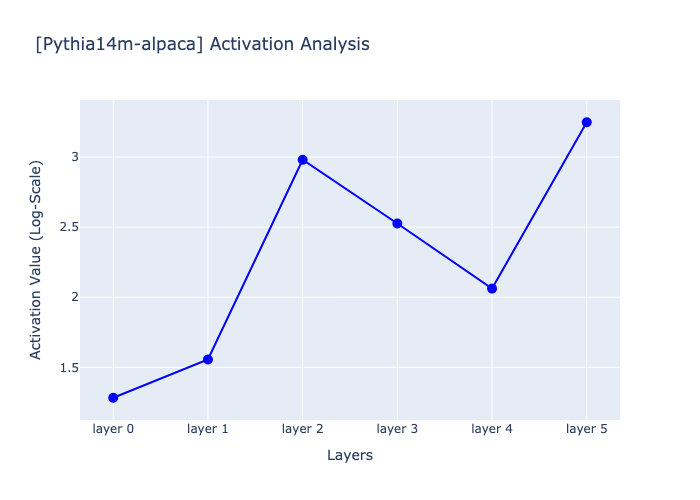 [Pythia14m-alpaca] Activation Analysis
Activation Value (Log-Scale)
3
2.5
2
1.5
layer 0
layer 1
layer 2
layer 3
layer 4
layer 5
Layers